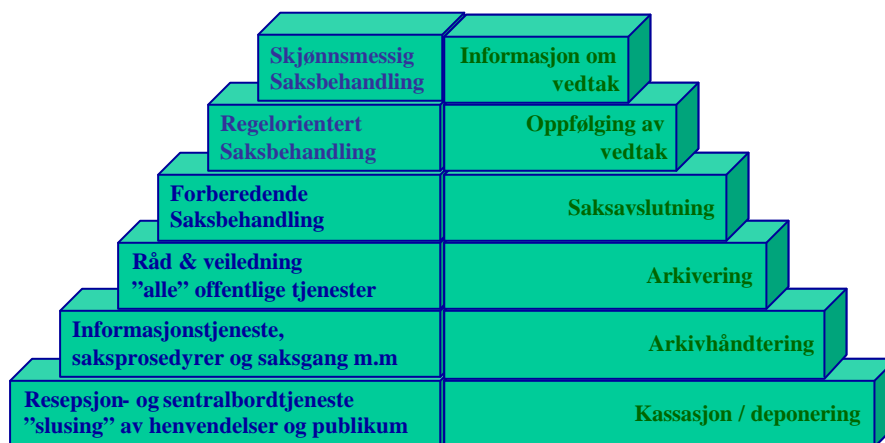 Skjønnsmessig
Saksbehandling
Informasjon om
vedtak
Regelorientert
Saksbehandling
Oppfølging av
vedtak
Forberedende
Saksbehandling
Saksavslutning
Råd & veiledning
”alle” offentlige tjenester
Arkivering
Informasjonstjeneste,
saksprosedyrer og saksgang m.m
Arkivhåndtering
Resepsjon- og sentralbordtjeneste
”slusing” av henvendelser og publikum
Kassasjon / deponering